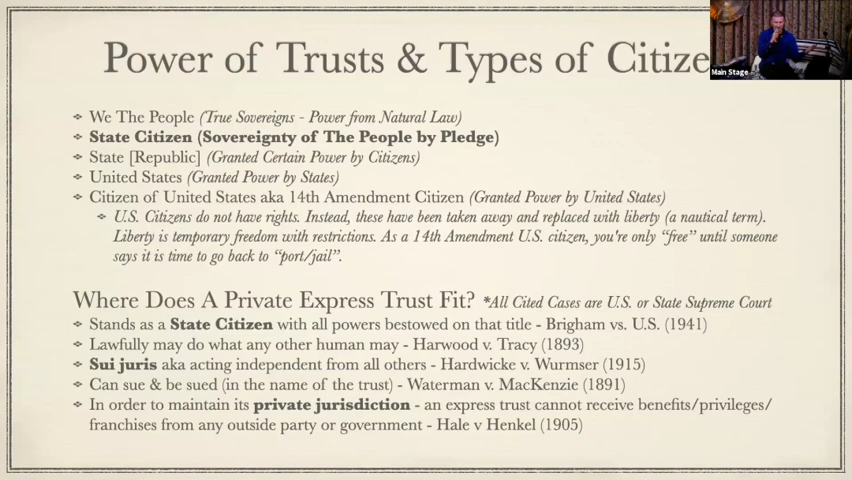 Power of Trusts & Types of Citize
Main Stage
We The People (True Sovereigns - Power from Natural Law)
State Citizen (Sovereignty of The People by Pledge)
State [Republic] (Granted Certain Power by Citizens)
United States (Granted Power by States)
Citizen of United States aka 14th Amendment Citizen (Granted Power by United States)
U.S. Citizens do not have rights. Instead, these have been taken away and replaced with liberty (a nautical term).
Liberty is temporary freedom with restrictions. As a 14th Amendment U.S. citizen, you're only “free” until someone
says it is time to go back to “port/jail”.
Where Does A Private Express Trust Fit? *All Cited Cases are U.S. or State Supreme Court
Stands as a State Citizen with all powers bestowed on that title - Brigham vs. U.S. (1941)
Lawfully may do what any other human may - Harwood v. Tracy (1893)
Sui juris aka acting independent from all others - Hardwicke v. Wurmser (1915)
Can sue & be sued (in the name of the trust) - Waterman v. MacKenzie (1891)
In order to maintain its private jurisdiction - an express trust cannot receive benefits/privileges/
franchises from any outside party or government - Hale v Henkel (1905)